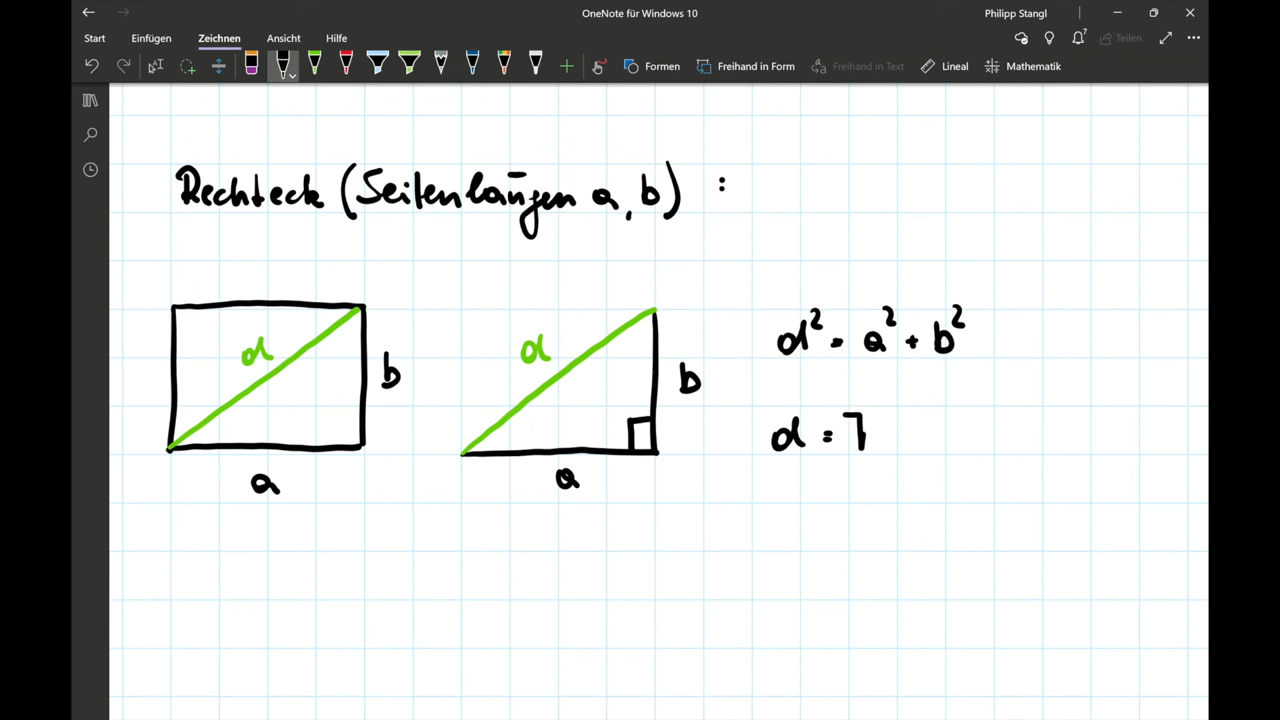 OneNote für Windows 10
Philipp Stangl
Start Einfügen Zeichnen Ansicht Hilfe
Teilen
Formen Freihand in Form Freihand in Text Lineal Mathematik
Rechteck (Seitenlängen a, b) :
d
b
a
d
b
a
d² = a² + b²
d =